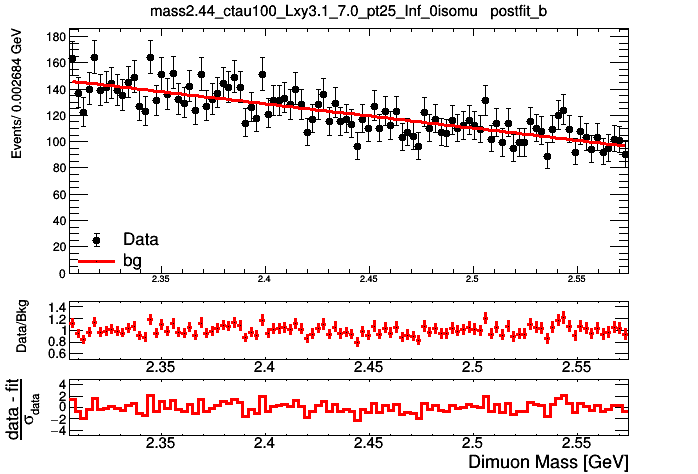 mass2.44_ctau100_Lxy3.1_7.0_pt25_Inf_0isomu postfit_b
Events/ 0.002684 GeV
180
160
140
120
100
80
60
40
20
0
Data
bg
2.35 2.4 2.45 2.5 2.55
Data/Bkg
1.4
1.2
1
0.8
0.6
2.35 2.4 2.45 2.5 2.55
data - fit
σdata
4
2
0
−2
−4
2.35 2.4 2.45 2.5 2.55
Dimuon Mass [GeV]